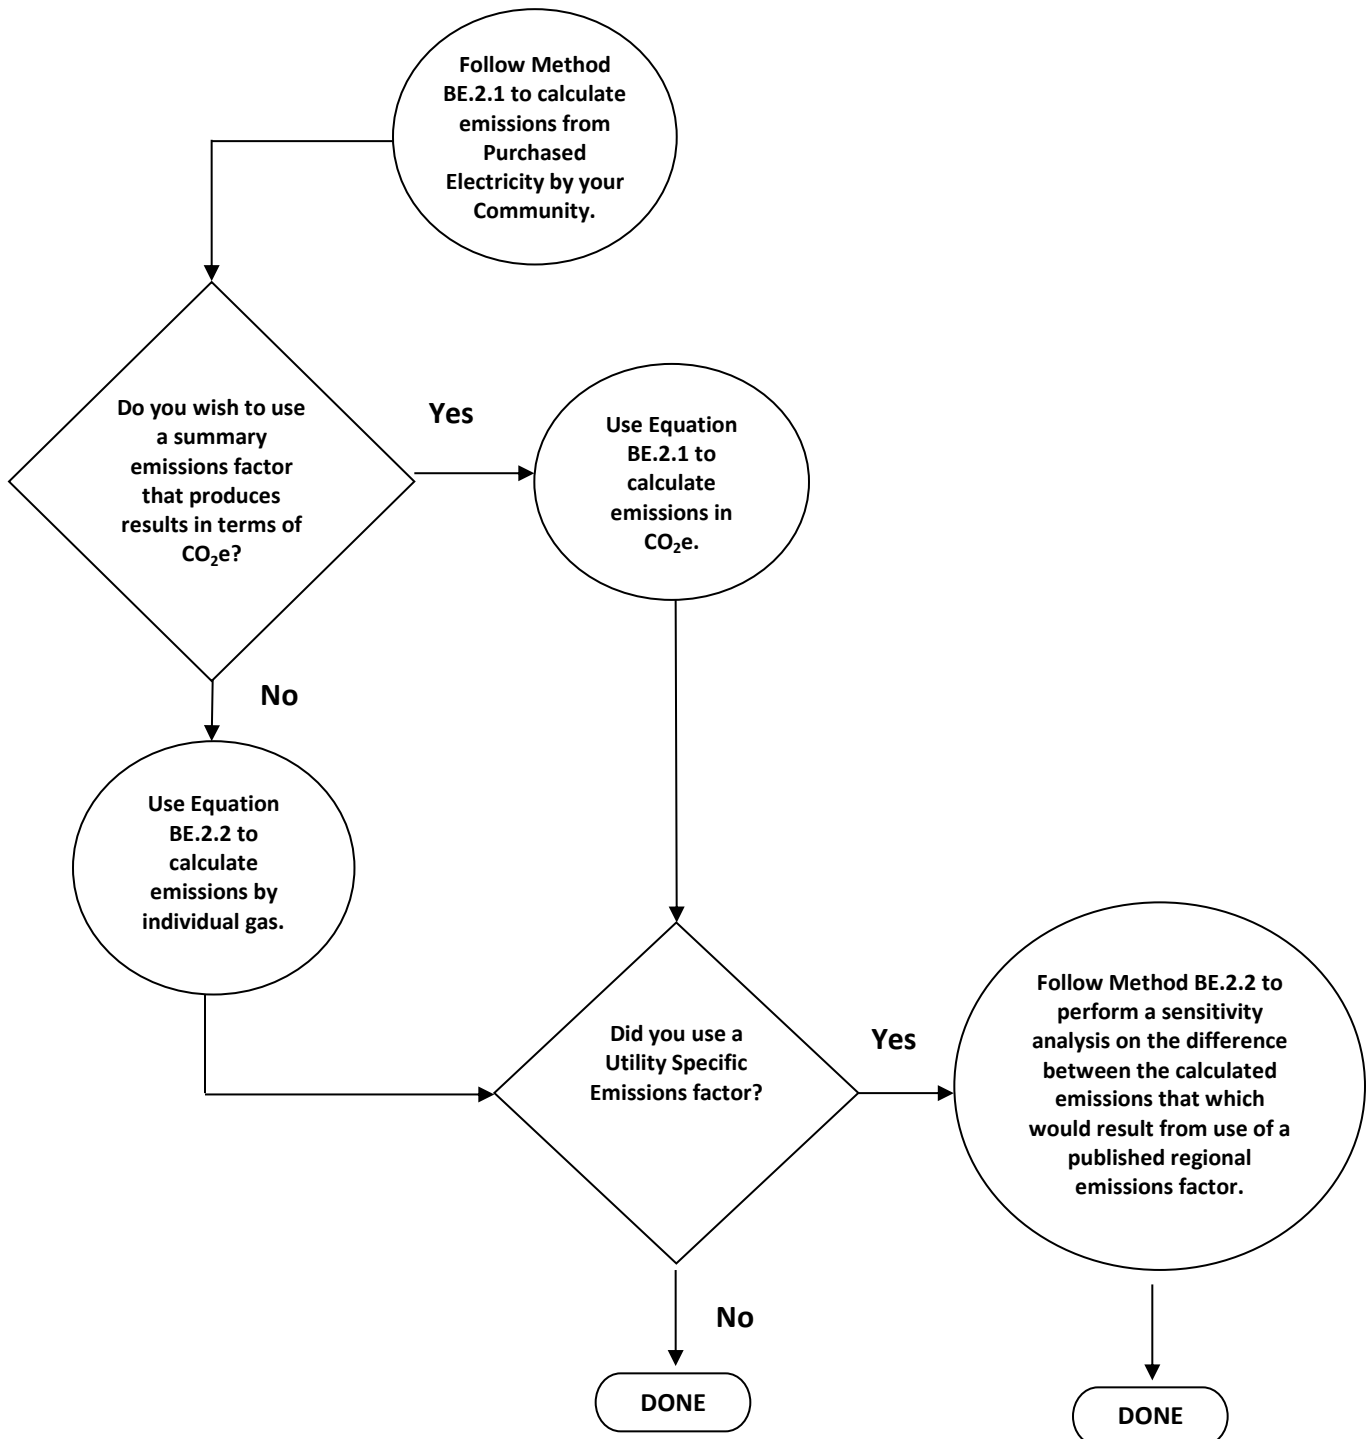 Follow Method
BE.2.1 to calculate
emissions from
Purchased
Electricity by your
Community.
Do you wish to use
a summary
emissions factor
that produces
results in terms of
CO₂e?
Yes
Use Equation
BE.2.1 to
calculate
emissions in
CO₂e.
No
Use Equation
BE.2.2 to
calculate
emissions by
individual gas.
Did you use a
Utility Specific
Emissions factor?
Yes
Follow Method BE.2.2 to
perform a sensitivity
analysis on the difference
between the calculated
emissions that which
would result from use of a
published regional
emissions factor.
No
DONE
DONE